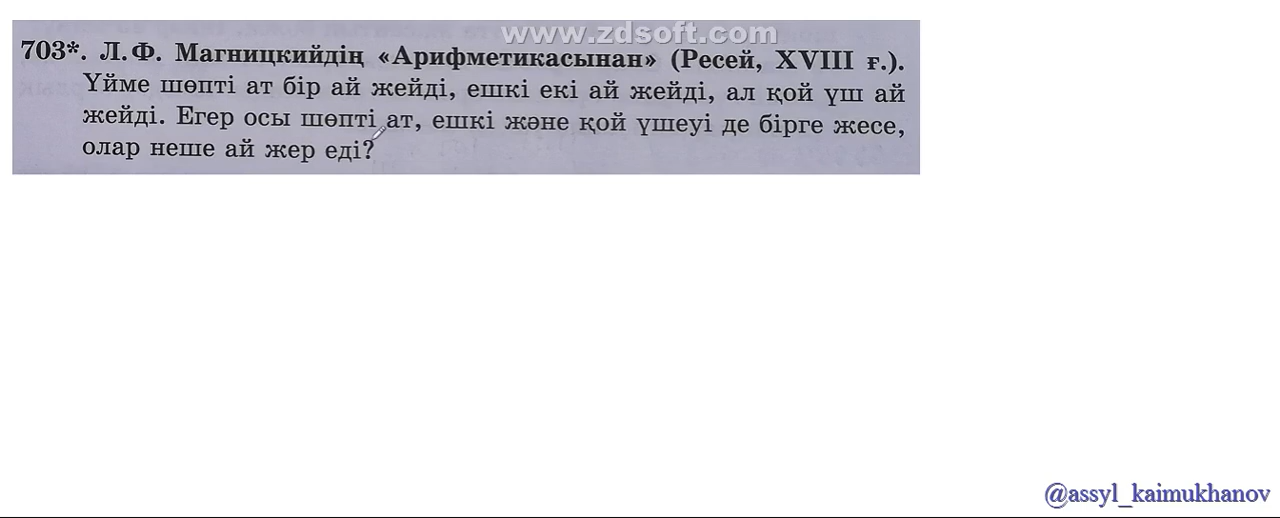 www.zdsoft.com
703*. Л.Ф. Магницкийдің «Арифметикасынан» (Ресей, XVIII ғ.).
Үйме шөпті ат бір ай жейді, ешкі екі ай жейді, ал қой үш ай
жейді. Егер осы шөпті ат, ешкі және қой үшеуі де бірге жесе,
олар неше ай жер еді?
@assyl_kaimukhanov